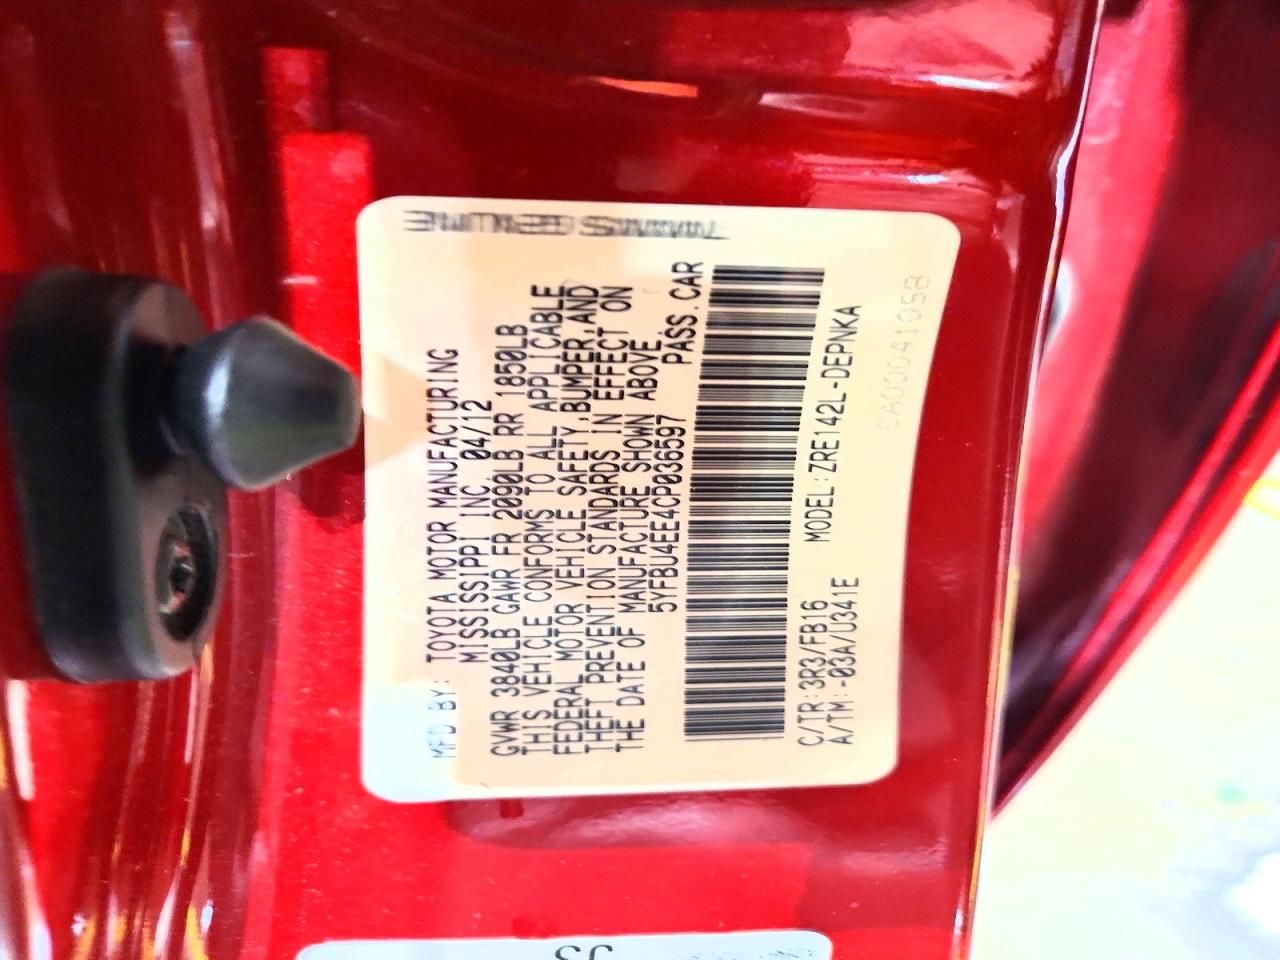 MFD.BY: TOYOTA MOTOR MANUFACTURING
MISSISSIPPI INC. 04/12
GVWR 3840LB GAWR FR 2090LB RR 1850LB
THIS VEHICLE CONFORMS TO ALL APPLICABLE
FEDERAL MOTOR VEHICLE SAFETY,BUMPER,AND
THEFT PREVENTION STANDARDS IN EFFECT ON
THE DATE OF MANUFACTURE SHOWN ABOVE.
5YFBU4EE4CP036597 PASS.CAR
C/TR:3R3/FB16 MODEL:ZRE142L-DEPNKA
A/TM:-03A/U341E